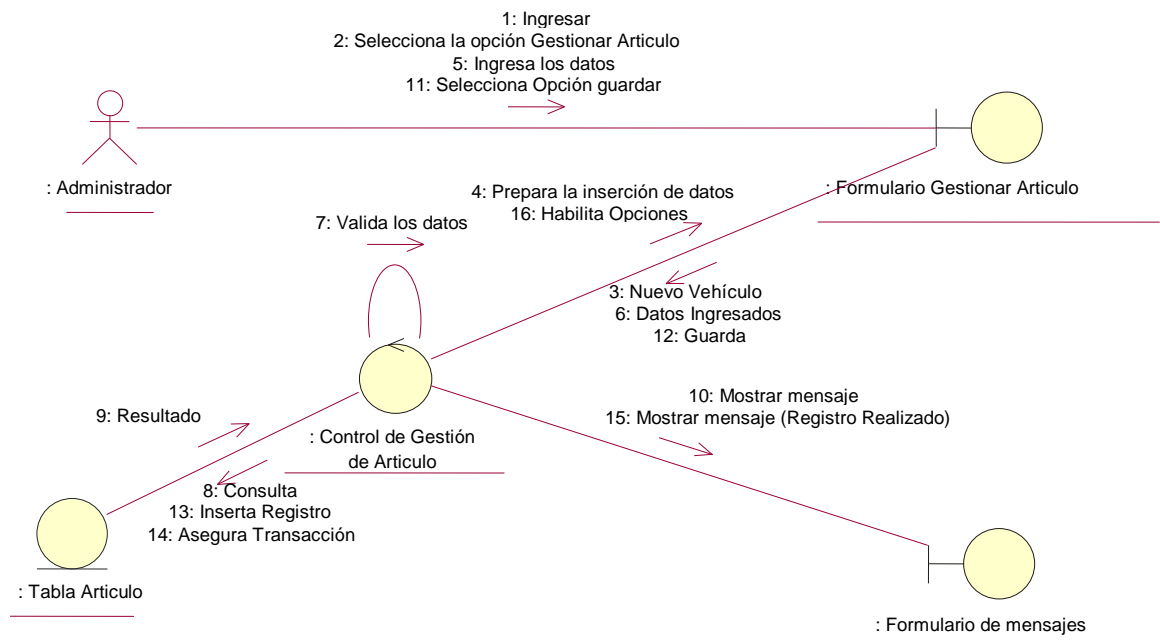 1: Ingresar
2: Selecciona la opción Gestionar Articulo
5: Ingresa los datos
11: Selecciona Opción guardar
: Administrador
: Formulario Gestionar Articulo
4: Prepara la inserción de datos
16: Habilita Opciones
7: Valida los datos
3: Nuevo Vehículo
6: Datos Ingresados
12: Guarda
10: Mostrar mensaje
15: Mostrar mensaje (Registro Realizado)
9: Resultado
: Control de Gestión
de Articulo
8: Consulta
13: Inserta Registro
14: Asegura Transacción
: Tabla Articulo
: Formulario de mensajes